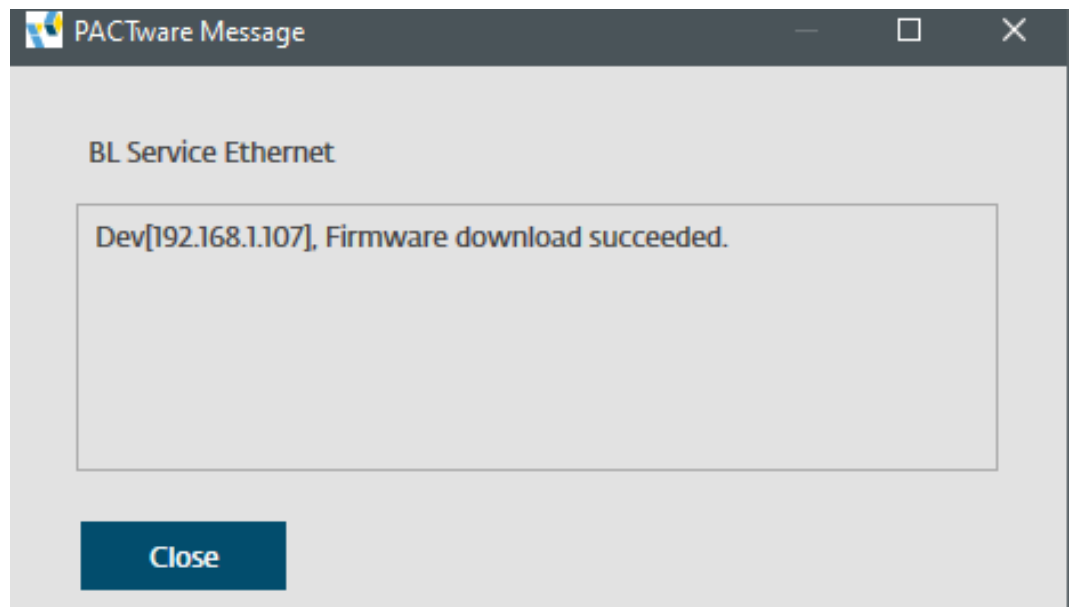 PACTware Message
BL Service Ethernet
Dev[192.168.1.107], Firmware download succeeded.
Close